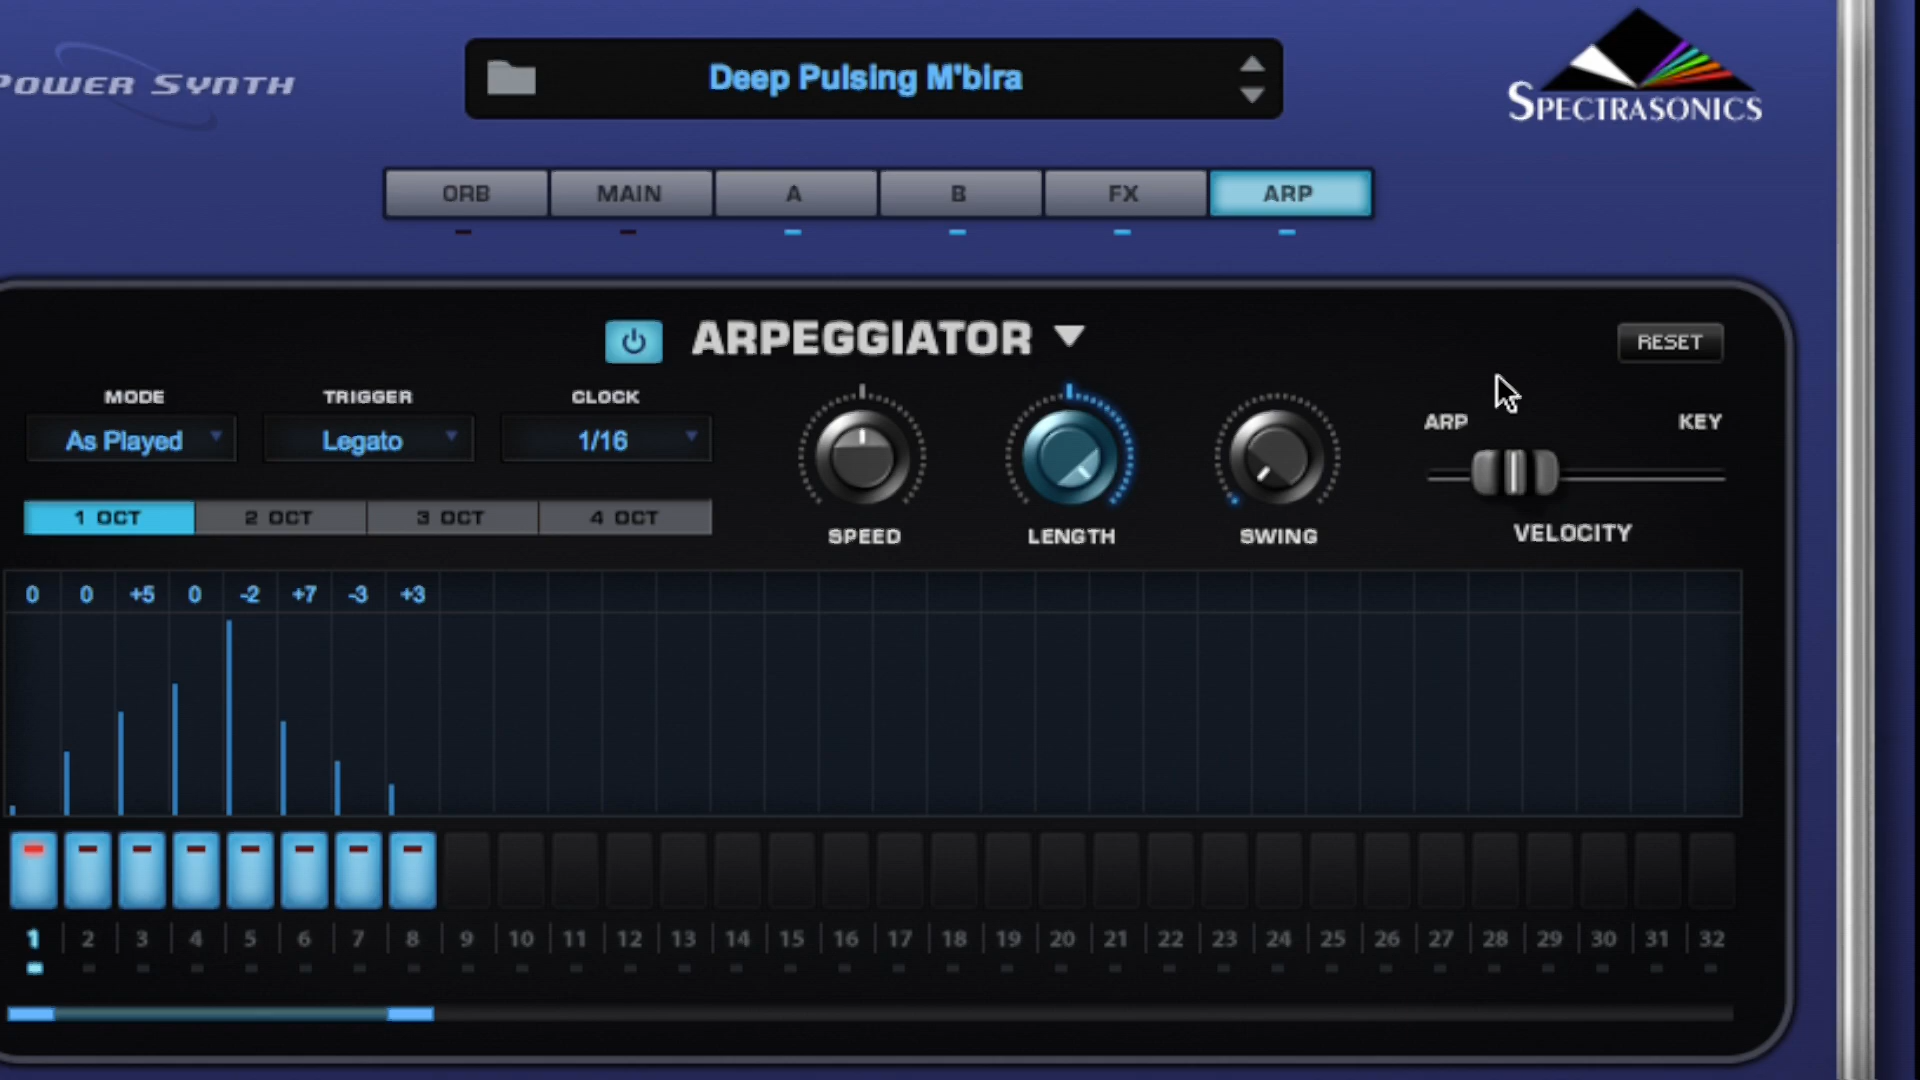 POWER SYNTH
Deep Pulsing M'bira
SPECTRASONICS
ORB MAIN A B FX ARP
ARPEGGIATOR
RESET
MODE TRIGGER CLOCK
ARP KEY
As Played Legato 1/16
1 OCT 2 OCT 3 OCT 4 OCT
SPEED LENGTH SWING VELOCITY
0 0 +5 0 -2 +7 -3 +3
1 2 3 4 5 6 7 8 9 10 11 12 13 14 15 16 17 18 19 20 21 22 23 24 25 26 27 28 29 30 31 32